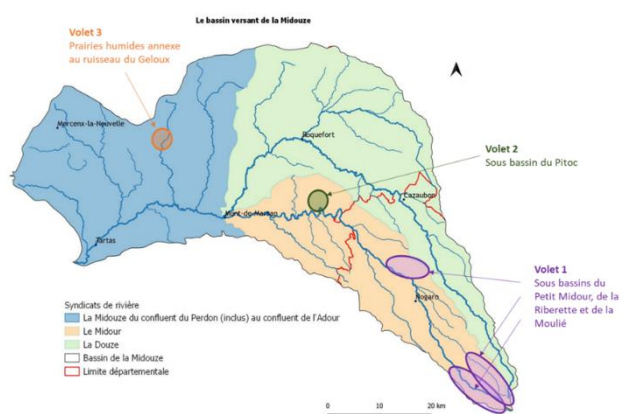 Le bassin versant de la Midouze
Volet 3
Prairies humides annexe
au ruisseau du Geloux
Morcenx-la-Nouvelle
Roquefort
Volet 2
Sous bassin du Pitoc
Cazaubon
Mont-de-Marsan
Tartas
Volet 1
Sous bassins du
Petit Midour, de la
Riberette et de la
Moulié
Nogaro
Syndicats de rivière
La Midouze du confluent du Perdon (inclus) au confluent de l'Adour
Le Midour
La Douze
Bassin de la Midouze
Limite départementale
0 10 20 km